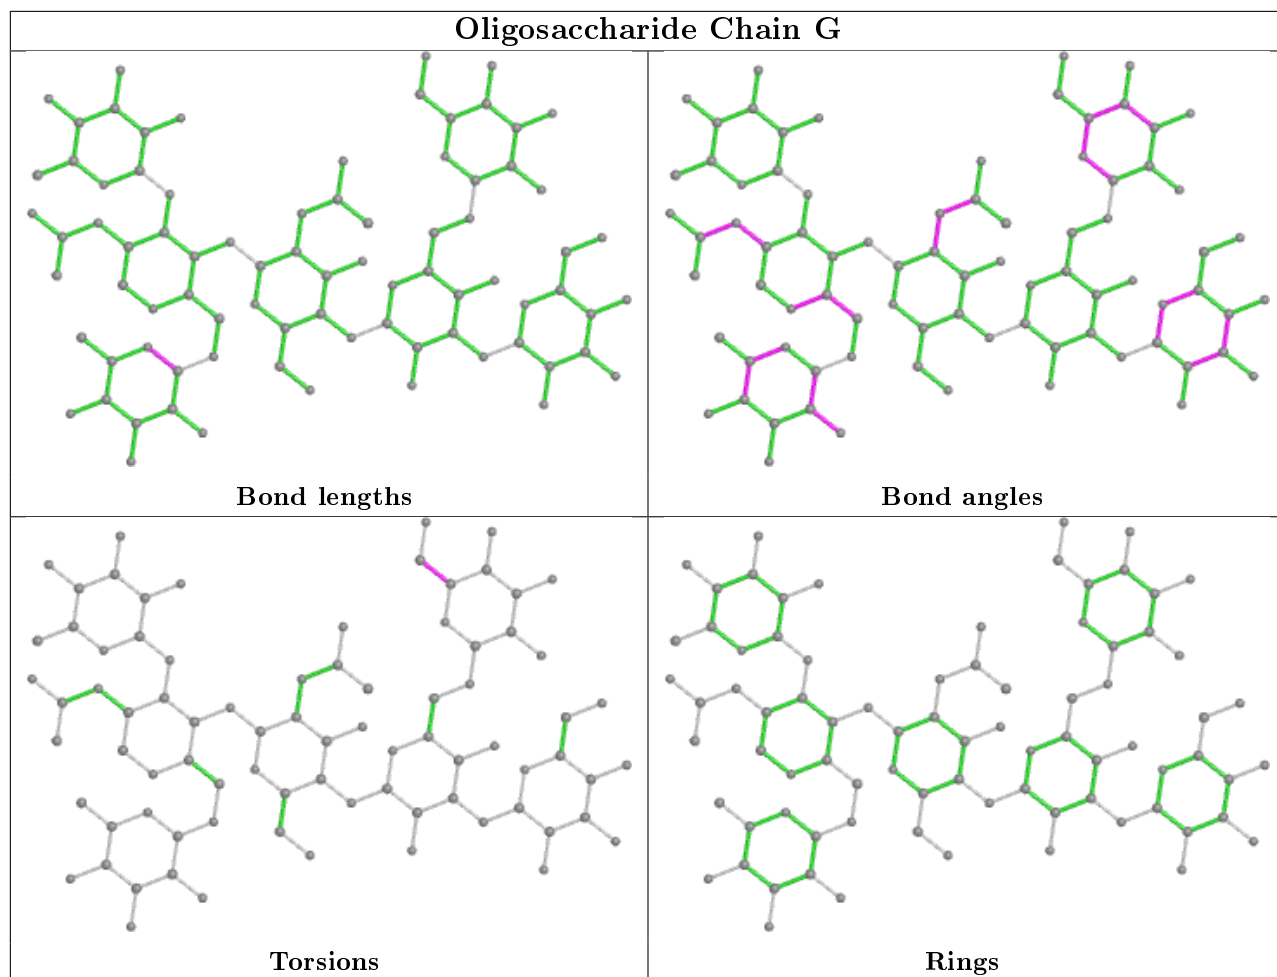 Oligosaccharide Chain G
Bond lengths
Bond angles
Torsions
Rings